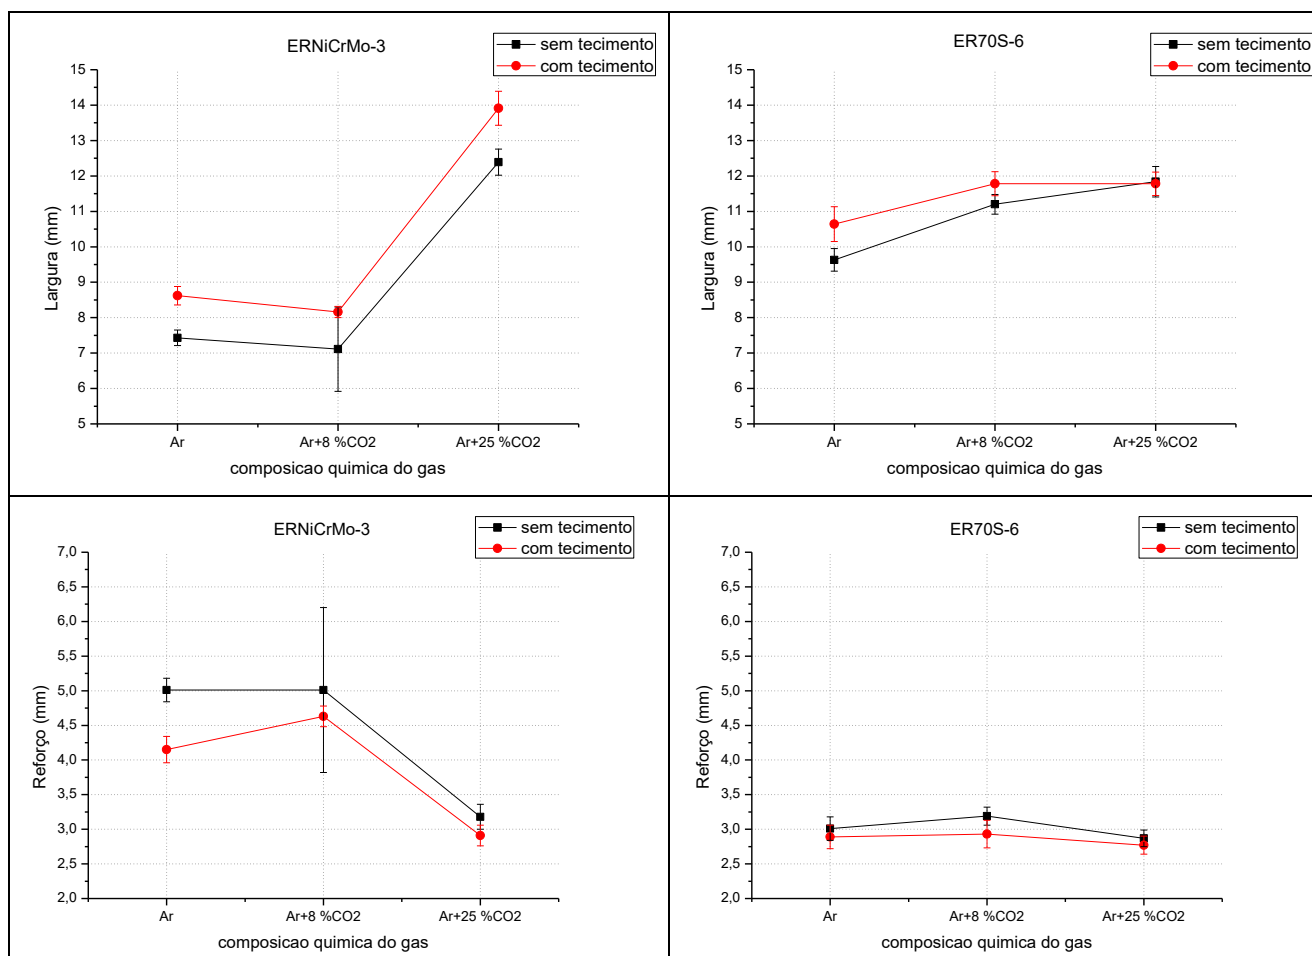 ERNiCrMo-3
sem tecimento
com tecimento
15
14
13
12
11
10
9
8
7
6
5
Largura (mm)
Ar
Ar+8 %CO2
Ar+25 %CO2
composicao quimica do gas
ER70S-6
sem tecimento
com tecimento
15
14
13
12
11
10
9
8
7
6
5
Largura (mm)
Ar
Ar+8 %CO2
Ar+25 %CO2
composicao quimica do gas
ERNiCrMo-3
sem tecimento
com tecimento
7,0
6,5
6,0
5,5
5,0
4,5
4,0
3,5
3,0
2,5
2,0
Reforço (mm)
Ar
Ar+8 %CO2
Ar+25 %CO2
composicao quimica do gas
ER70S-6
sem tecimento
com tecimento
7,0
6,5
6,0
5,5
5,0
4,5
4,0
3,5
3,0
2,5
2,0
Reforço (mm)
Ar
Ar+8 %CO2
Ar+25 %CO2
composicao quimica do gas